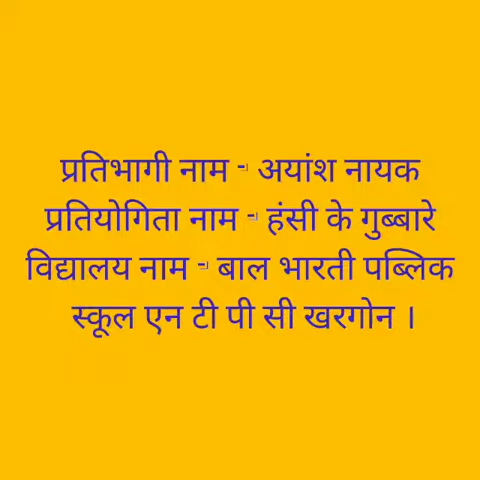 प्रतिभागी नाम - अयांश नायक
प्रतियोगिता नाम - हंसी के गुब्बारे
विद्यालय नाम - बाल भारती पब्लिक
स्कूल एन टी पी सी खरगोन ।